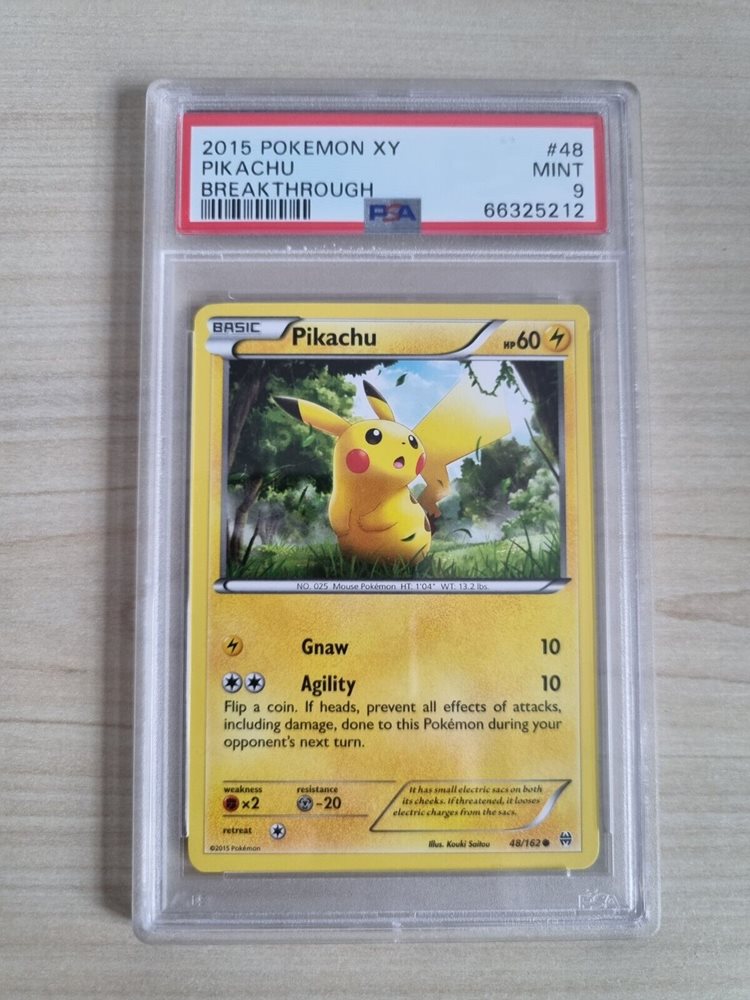 2015 POKEMON XY #48
PIKACHU MINT
BREAKTHROUGH 9
PSA 66325212
BASIC Pikachu HP60
NO. 025 Mouse Pokémon HT: 1'04" WT: 13.2 lbs.
Gnaw 10
Agility 10
Flip a coin. If heads, prevent all effects of attacks,
including damage, done to this Pokémon during your
opponent's next turn.
weakness resistance
×2 -20
retreat
It has small electric sacs on both
its cheeks. If threatened, it looses
electric charges from the sacs.
©2015 Pokémon Illus. Kouki Saitou 48/162
PSA